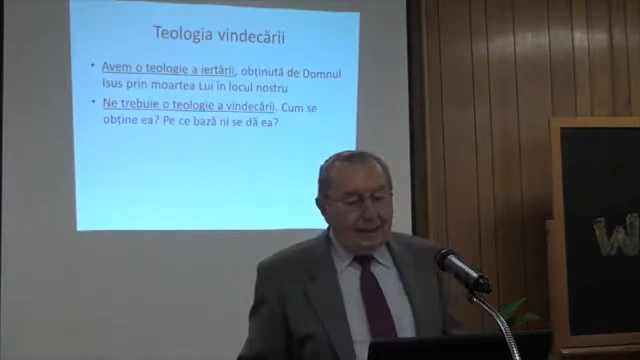 Teologia vindecării
• Avem o teologie a iertării, obținută de Domnul
Isus prin moartea Lui în locul nostru
• Ne trebuie o teologie a vindecării. Cum se
obține ea? Pe ce bază ni se dă ea?